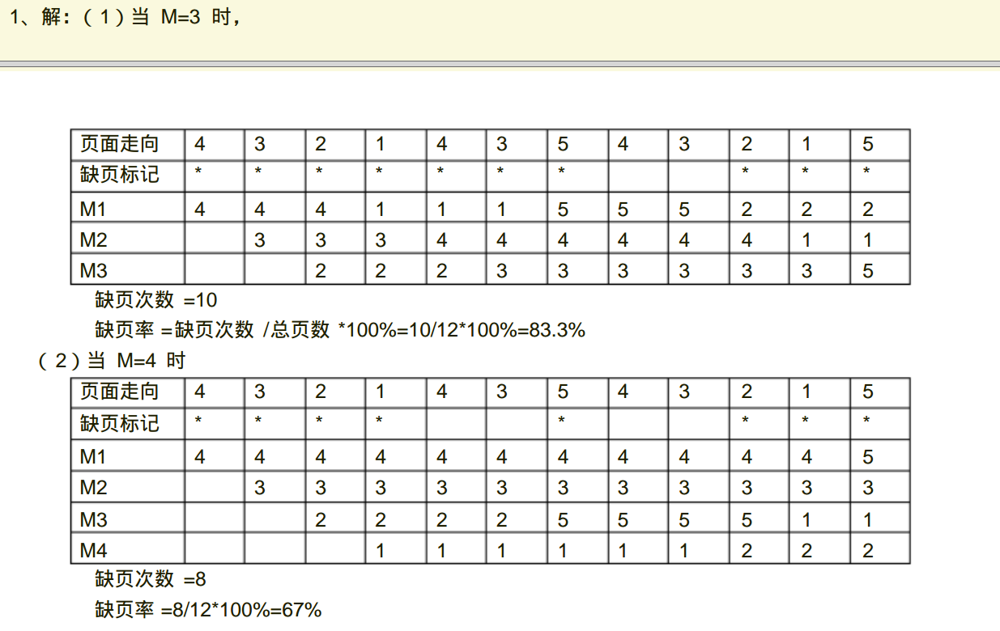 1、解:(1)当 M=3 时,
页面走向 4 3 2 1 4 3 5 4 3 2 1 5
缺页标记 * * * * * * * * * *
M1 4 4 4 1 1 1 5 5 5 2 2 2
M2 3 3 3 4 4 4 4 4 4 1 1
M3 2 2 2 3 3 3 3 3 3 5
缺页次数 =10
缺页率 =缺页次数 /总页数 *100%=10/12*100%=83.3%
(2)当 M=4 时
页面走向 4 3 2 1 4 3 5 4 3 2 1 5
缺页标记 * * * * * * * *
M1 4 4 4 4 4 4 4 4 4 4 4 5
M2 3 3 3 3 3 3 3 3 3 3 3
M3 2 2 2 2 5 5 5 5 1 1
M4 1 1 1 1 1 1 2 2 2
缺页次数 =8
缺页率 =8/12*100%=67%